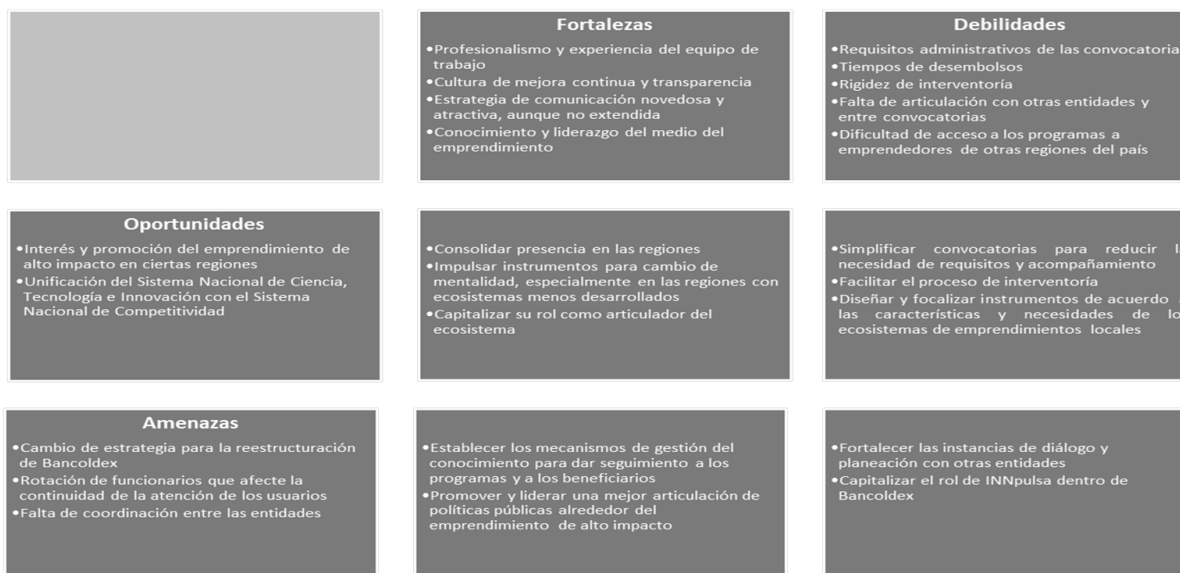 Fortalezas
•Profesionalismo y experiencia del equipo de
trabajo
•Cultura de mejora continua y transparencia
•Estrategia de comunicación novedosa y
atractiva, aunque no extendida
•Conocimiento y liderazgo del medio del
emprendimiento
Debilidades
•Requisitos administrativos de las convocatoria
•Tiempos de desembolsos
•Rigidez de interventoría
•Falta de articulación con otras entidades y
entre convocatorias
•Dificultad de acceso a los programas a
emprendedores de otras regiones del país
Oportunidades
•Interés y promoción del emprendimiento de
alto impacto en ciertas regiones
•Unificación del Sistema Nacional de Ciencia,
Tecnología e Innovación con el Sistema
Nacional de Competitividad
•Consolidar presencia en las regiones
•Impulsar instrumentos para cambio de
mentalidad, especialmente en las regiones con
ecosistemas menos desarrollados
•Capitalizar su rol como articulador del
ecosistema
•Simplificar convocatorias para reducir
necesidad de requisitos y acompañamiento
•Facilitar el proceso de interventoría
•Diseñar y focalizar instrumentos de acuerdo
las características y necesidades de
ecosistemas de emprendimientos locales
Amenazas
•Cambio de estrategia para la reestructuración
de Bancoldex
•Rotación de funcionarios que afecte la
continuidad de la atención de los usuarios
•Falta de coordinación entre las entidades
•Establecer los mecanismos de gestión del
conocimiento para dar seguimiento a los
programas y a los beneficiarios
•Promover y liderar una mejor articulación de
políticas públicas alrededor del
emprendimiento de alto impacto
•Fortalecer las instancias de diálogo y
planeación con otras entidades
•Capitalizar el rol de INNpulsa dentro de
Bancoldex